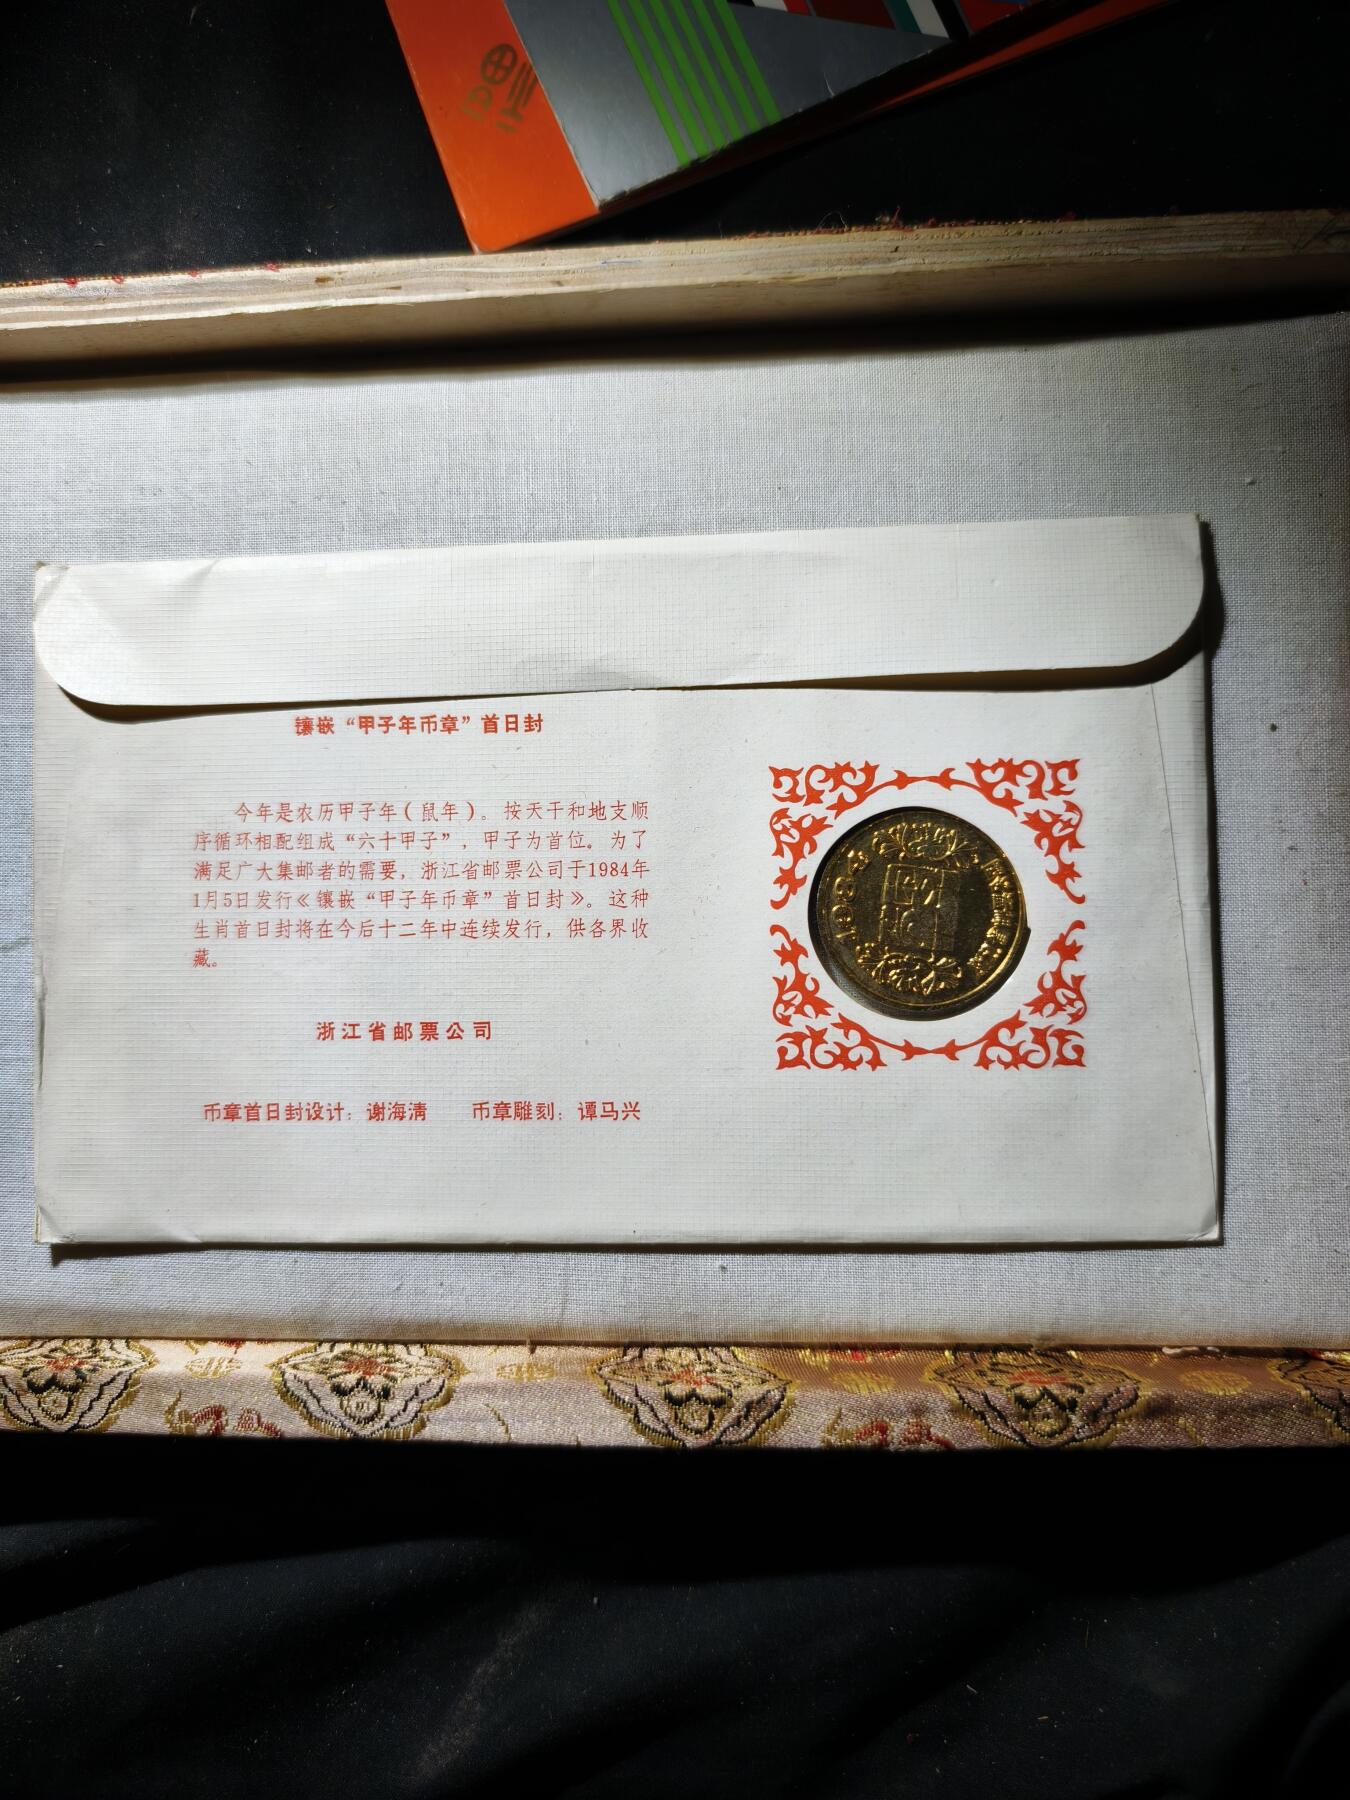 镶嵌“甲子年币章”首日封
今年是农历甲子年(鼠年)。按天干和地支顺
序循环相配组成“六十甲子”，甲子为首位。为了
满足广大集邮者的需要，浙江省邮票公司于1984年
1月5日发行《镶嵌“甲子年币章”首日封》。这种
生肖首日封将在今后十二年中连续发行，供各界收
藏。
浙江省邮票公司
币章首日封设计：谢海清 币章雕刻：谭马兴
1984